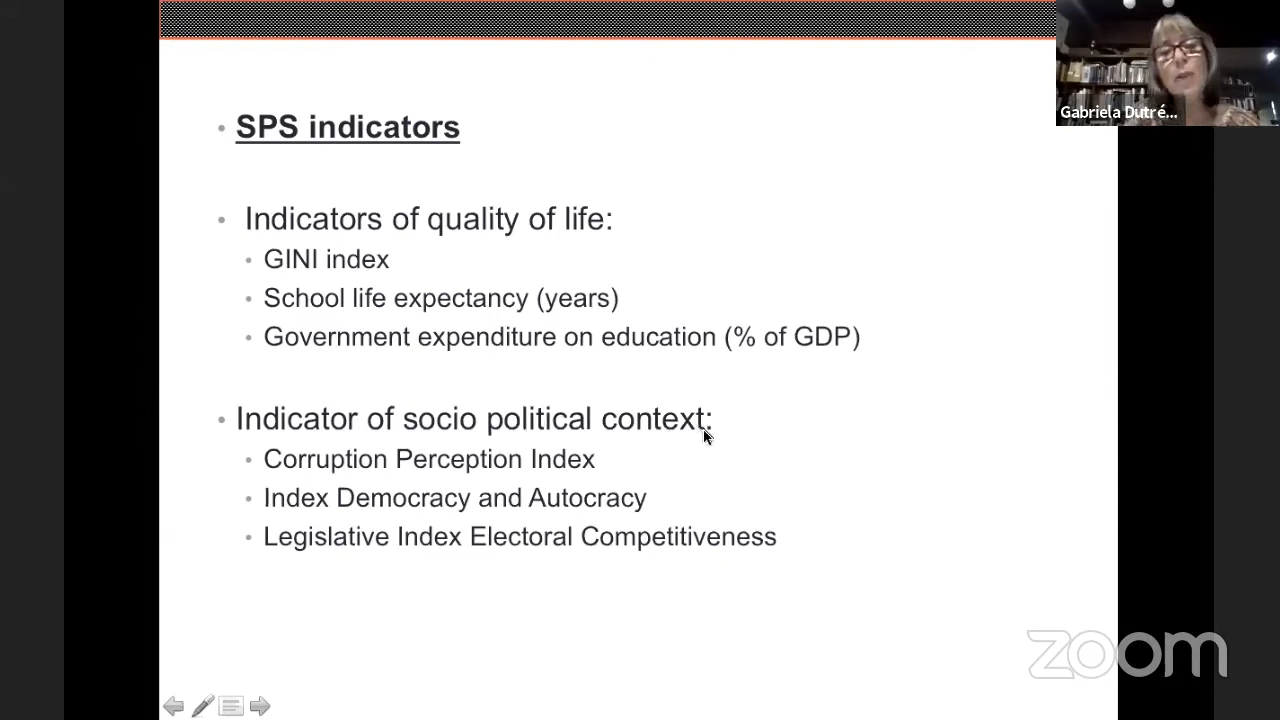 SPS indicators
Indicators of quality of life:
GINI index
School life expectancy (years)
Government expenditure on education (% of GDP)
Indicator of socio political context:
Corruption Perception Index
Index Democracy and Autocracy
Legislative Index Electoral Competitiveness
Gabriela Dutré...
zoom